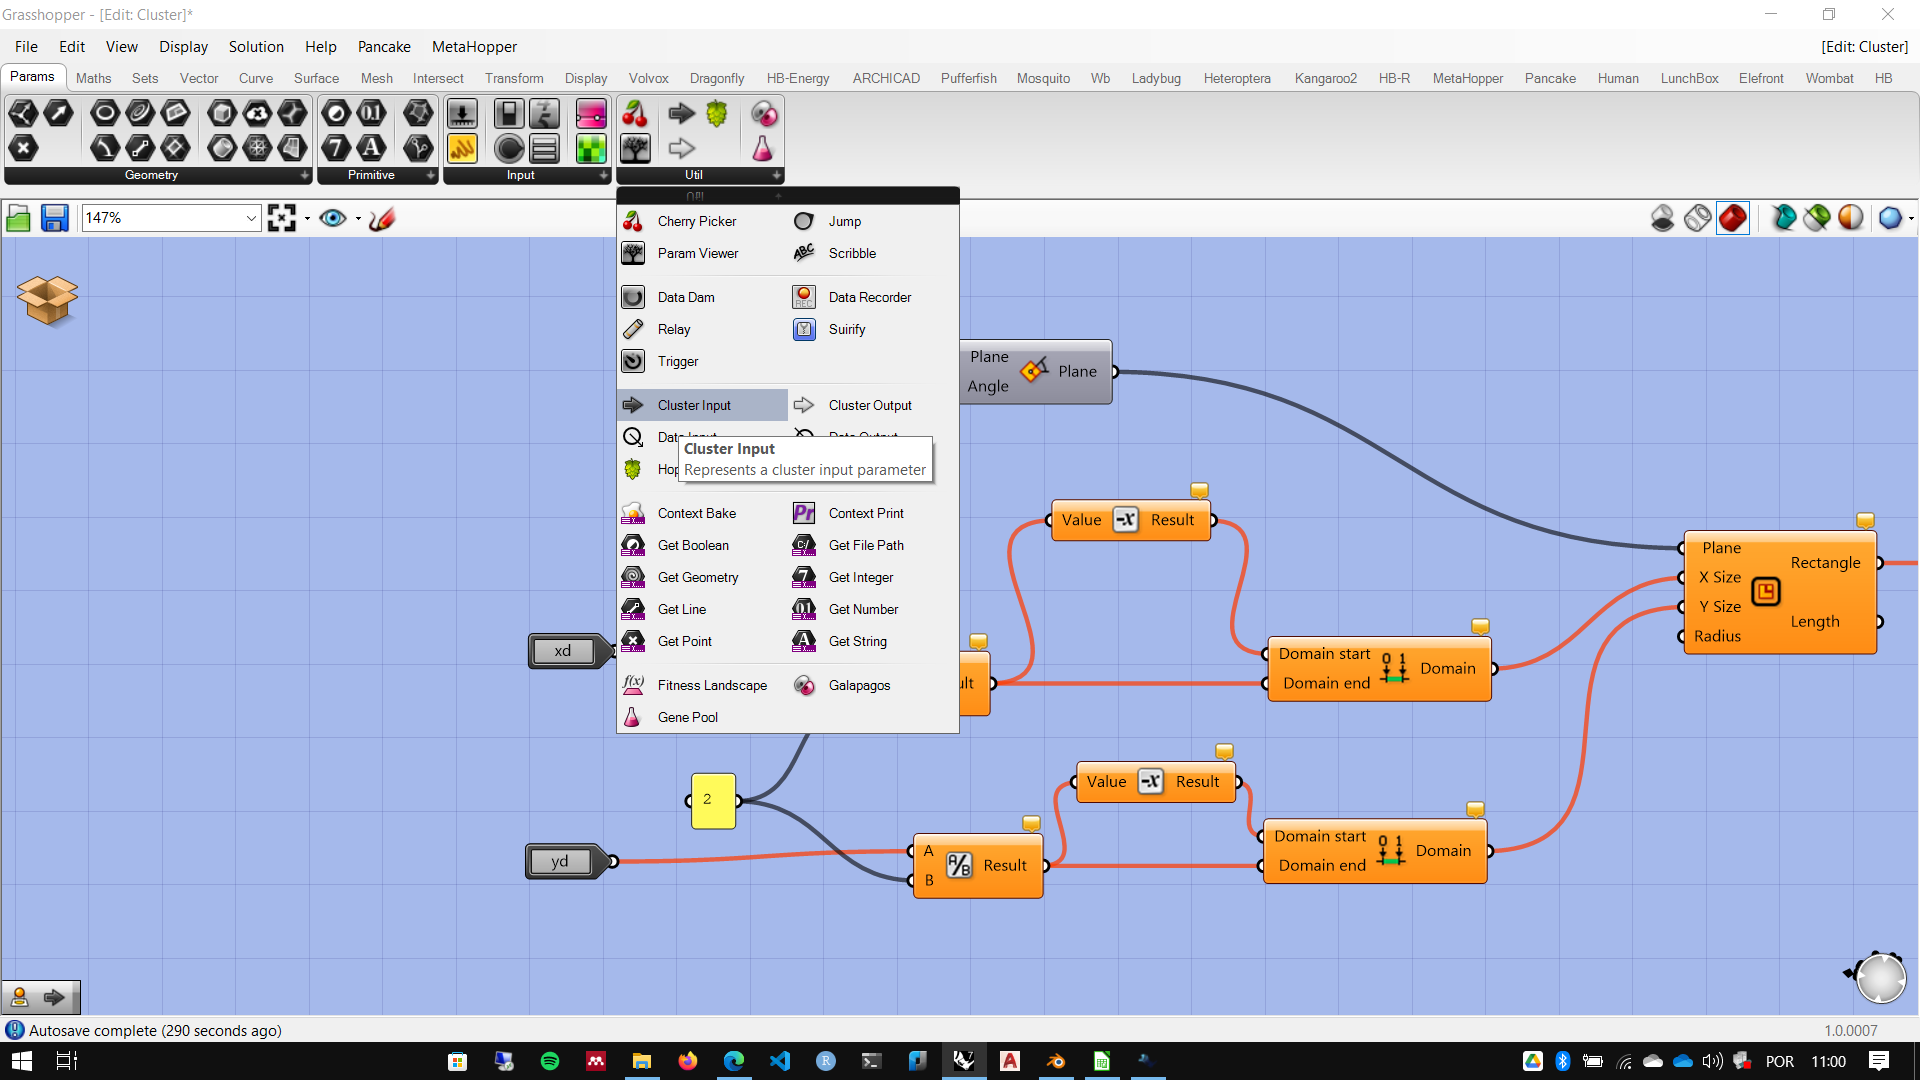 Grasshopper - [Edit: Cluster]*
File Edit View Display Solution Help Pancake MetaHopper [Edit: Cluster]
Params Maths Sets Vector Curve Surface Mesh Intersect Transform Display Volvox Dragonfly HB-Energy ARCHICAD Pufferfish Mosquito Wb Ladybug Heteroptera Kangaroo2 HB-R MetaHopper Pancake Human LunchBox Elefront Wombat HB
Geometry Primitive Input Util
147%
Cherry Picker Jump
Param Viewer Scribble
Data Dam Data Recorder
Relay Suirify
Trigger
Cluster Input Cluster Output
Data Input Data Output
Cluster Input
Represents a cluster input parameter
Hop
Context Bake Context Print
Get Boolean Get File Path
Get Geometry Get Integer
Get Line Get Number
Get Point Get String
Fitness Landscape Galapagos
Gene Pool
Plane
Angle
Plane
Value -x Result
Plane
X Size
Y Size
Radius
Rectangle
Length
xd
ult
Domain start
Domain end
0 1
Domain
2
Value -x Result
yd
A
B
A/B
Result
Domain start
Domain end
0 1
Domain
Autosave complete (290 seconds ago) 1.0.0007
POR 11:00